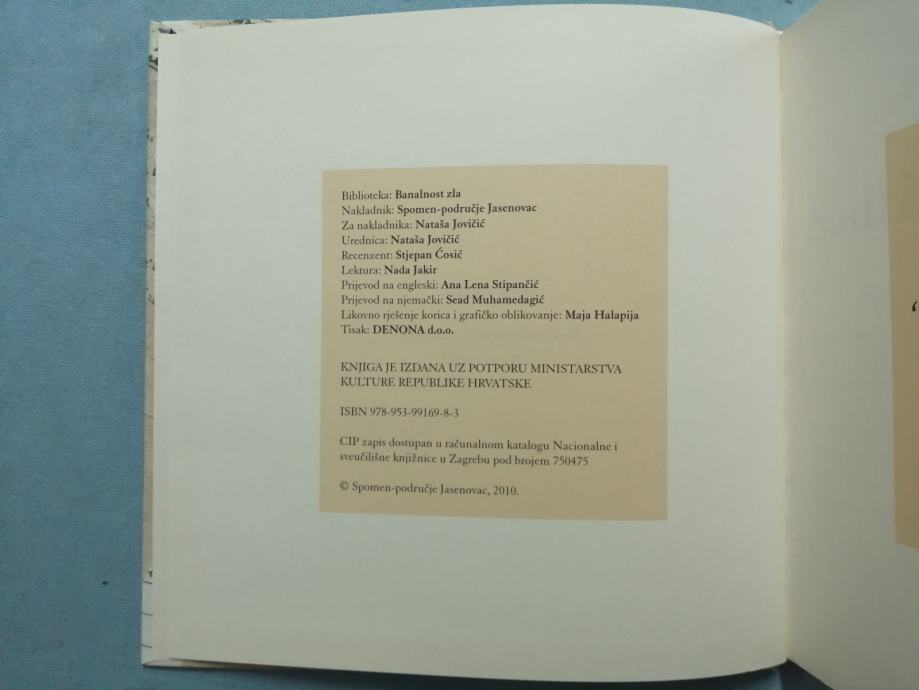 Biblioteka: Banalnost zla
Nakladnik: Spomen-područje Jasenovac
Za nakladnika: Nataša Jovičić
Urednica: Nataša Jovičić
Recenzent: Stjepan Ćosić
Lektura: Nada Jakir
Prijevod na engleski: Ana Lena Stipančić
Prijevod na njemački: Sead Muhamedagić
Likovno rješenje korica i grafičko oblikovanje: Maja Halapija
Tisak: DENONA d.o.o.
KNJIGA JE IZDANA UZ POTPORU MINISTARSTVA
KULTURE REPUBLIKE HRVATSKE
ISBN 978-953-99169-8-3
CIP zapis dostupan u računalnom katalogu Nacionalne i
sveučilišne knjižnice u Zagrebu pod brojem 750475
© Spomen-područje Jasenovac, 2010.